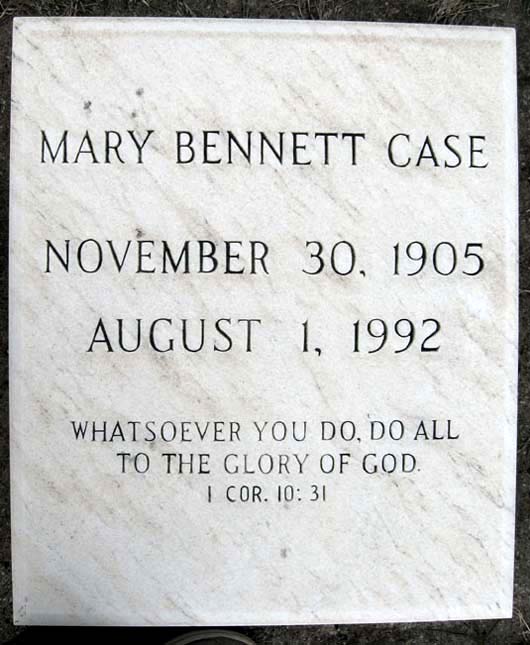 MARY BENNETT CASE
NOVEMBER 30, 1905
AUGUST 1, 1992
WHATSOEVER YOU DO, DO ALL
TO THE GLORY OF GOD.
1 COR. 10:31